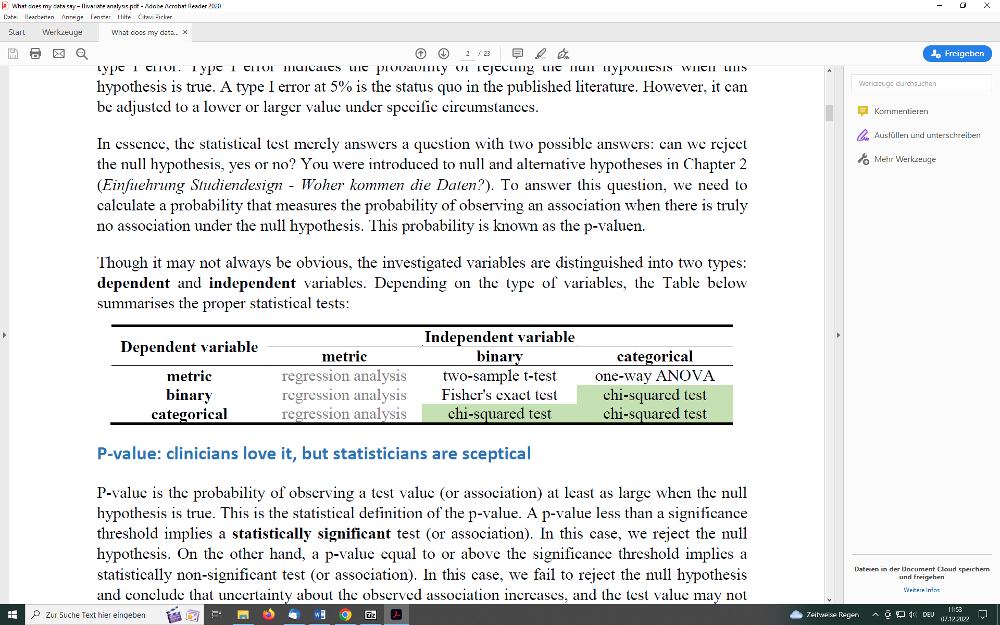 What does my data say – Bivariate analysis.pdf - Adobe Acrobat Reader 2020
Datei Bearbeiten Anzeige Fenster Hilfe Citavi Picker
Start Werkzeuge What does my data... ×
2 / 23 Freigeben
type I error. Type I error indicates the probability of rejecting the null hypothesis when this
hypothesis is true. A type I error at 5% is the status quo in the published literature. However, it can
be adjusted to a lower or larger value under specific circumstances.
In essence, the statistical test merely answers a question with two possible answers: can we reject
the null hypothesis, yes or no? You were introduced to null and alternative hypotheses in Chapter 2
(Einfuehrung Studiendesign - Woher kommen die Daten?). To answer this question, we need to
calculate a probability that measures the probability of observing an association when there is truly
no association under the null hypothesis. This probability is known as the p-valuen.
Though it may not always be obvious, the investigated variables are distinguished into two types:
dependent and independent variables. Depending on the type of variables, the Table below
summarises the proper statistical tests:
Dependent variable Independent variable
metric binary categorical
metric regression analysis two-sample t-test one-way ANOVA
binary regression analysis Fisher's exact test chi-squared test
categorical regression analysis chi-squared test chi-squared test
P-value: clinicians love it, but statisticians are sceptical
P-value is the probability of observing a test value (or association) at least as large when the null
hypothesis is true. This is the statistical definition of the p-value. A p-value less than a significance
threshold implies a statistically significant test (or association). In this case, we reject the null
hypothesis. On the other hand, a p-value equal to or above the significance threshold implies a
statistically non-significant test (or association). In this case, we fail to reject the null hypothesis
and conclude that uncertainty about the observed association increases, and the test value may not
Werkzeuge durchsuchen
Kommentieren
Ausfüllen und unterschreiben
Mehr Werkzeuge
Dateien in der Document Cloud speichern
und freigeben
Weitere Infos
Zur Suche Text hier eingeben
7z
Zeitweise Regen
DEU
11:53
07.12.2022